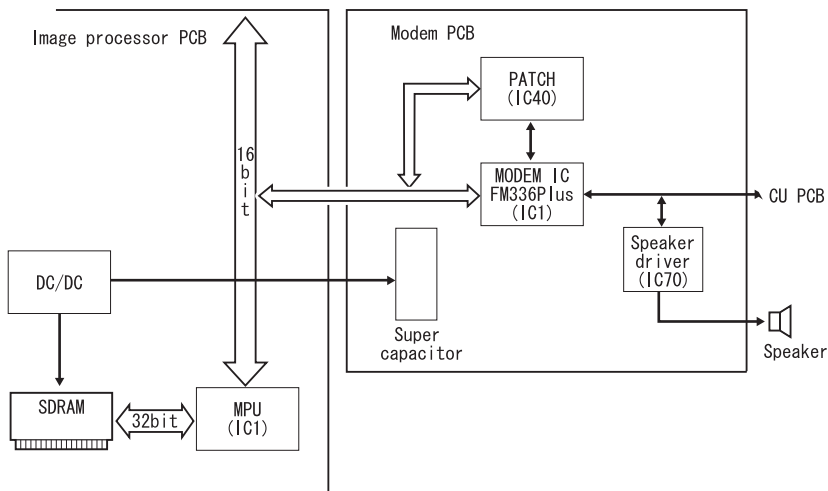 Image processor PCB
Modem PCB
PATCH
(IC40)
16
b
i
t
MODEM IC
FM336Plus
(IC1)
CU PCB
Speaker
driver
(IC70)
DC/DC
Super
capacitor
Speaker
SDRAM
32bit
MPU
(IC1)